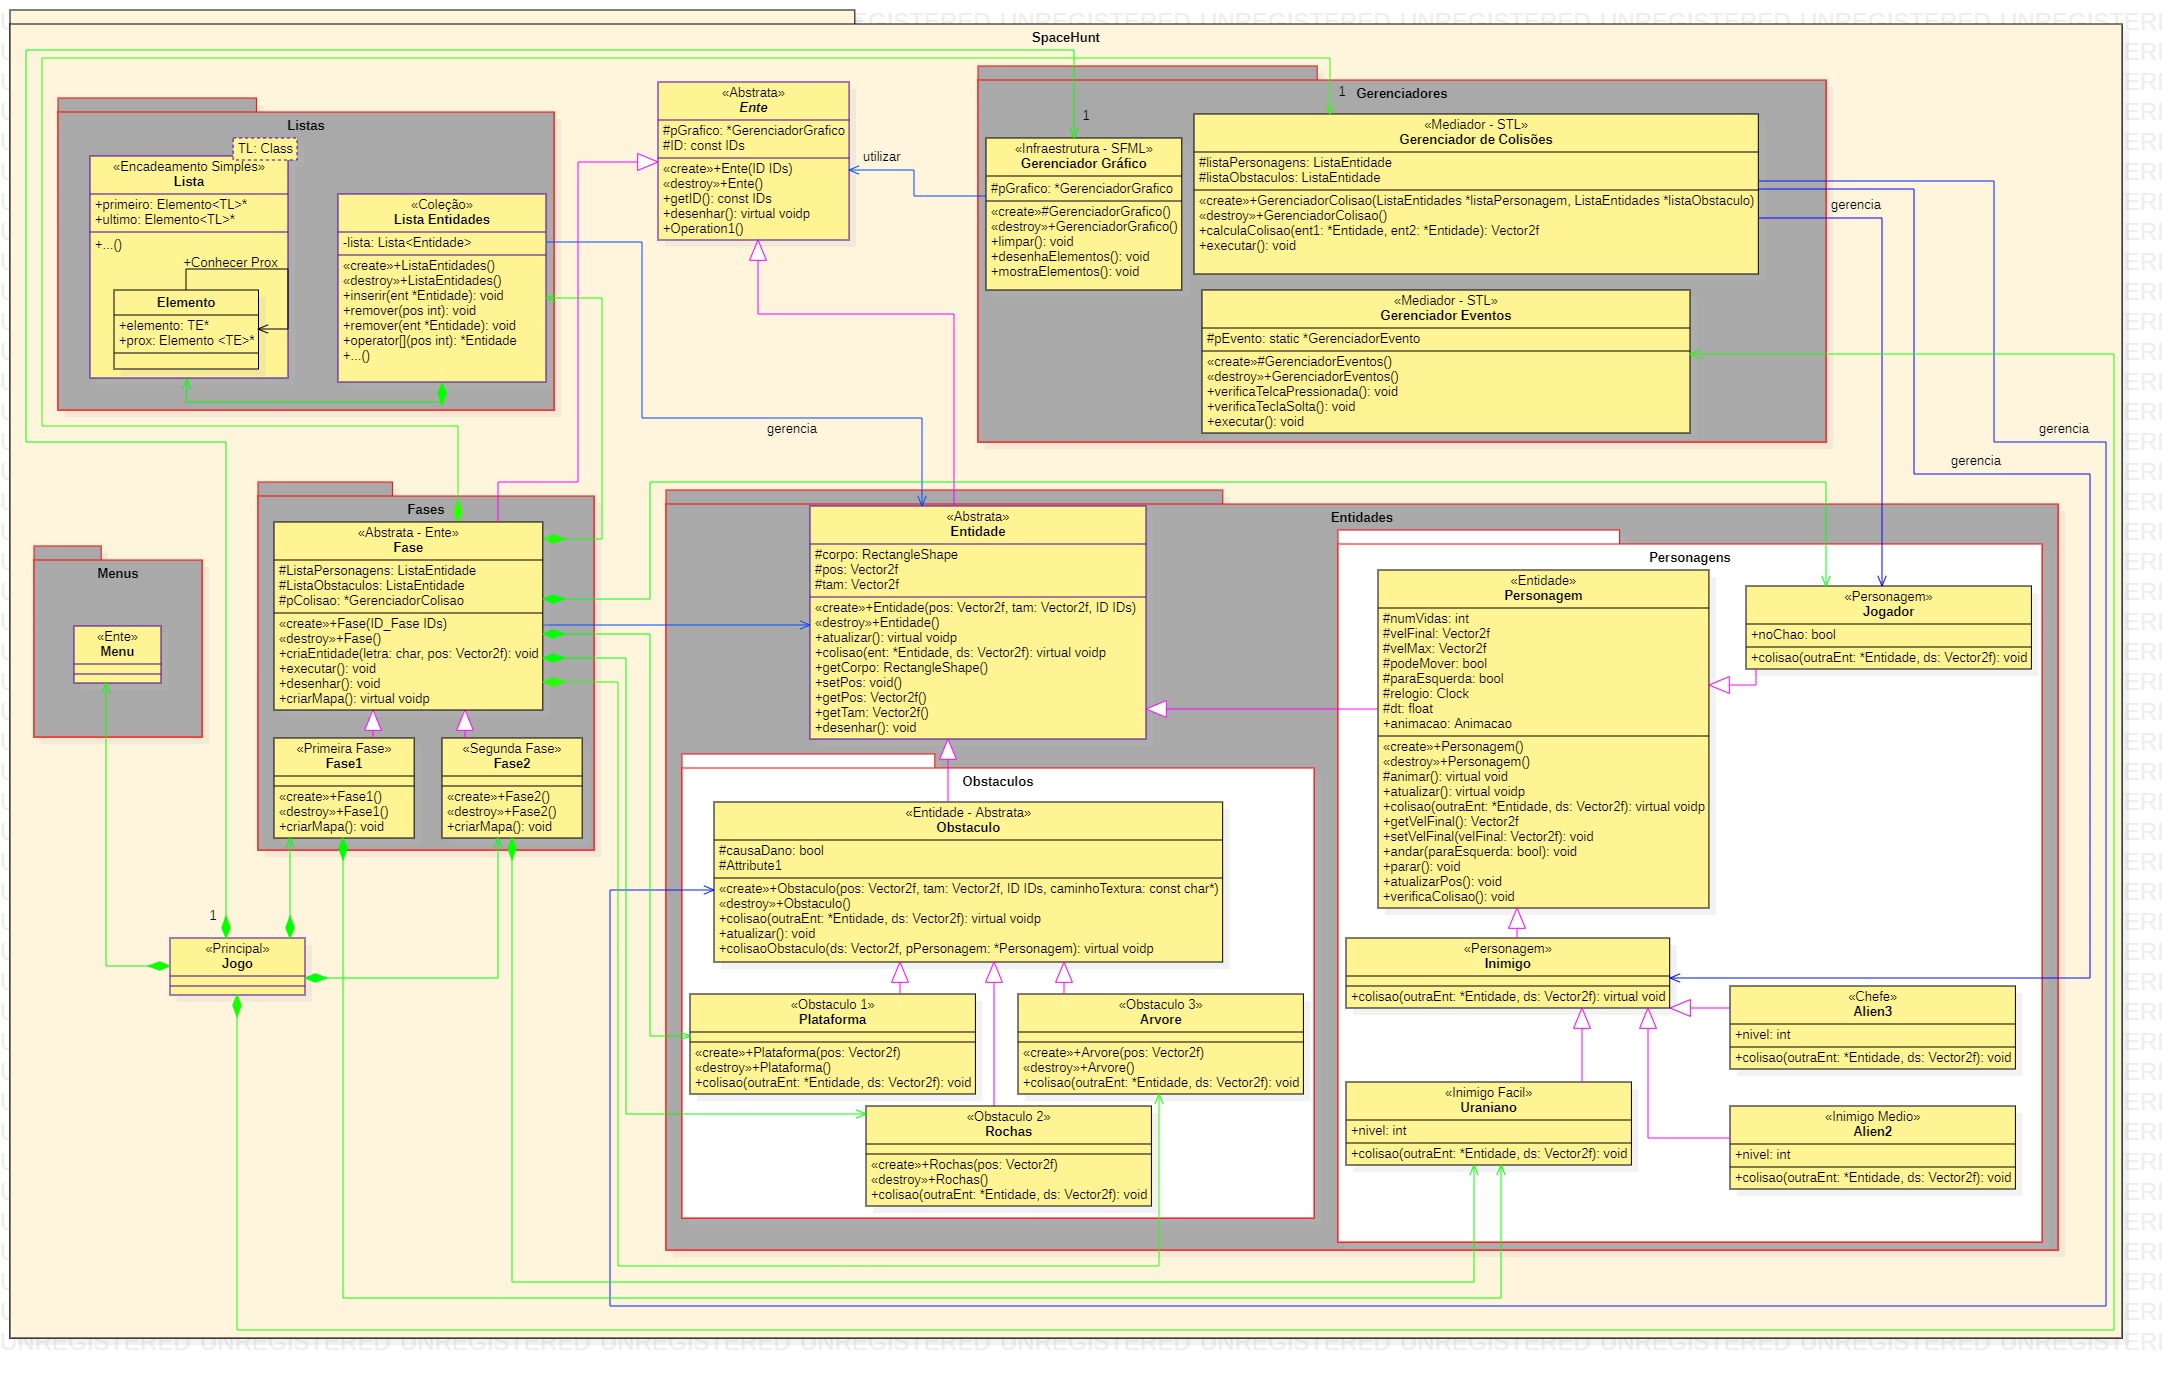 SpaceHunt
Listas
TL: Class
«Encadeamento Simples»
Lista
+primeiro: Elemento<TL>*
+ultimo: Elemento<TL>*
+...()
+Conhecer Prox
Elemento
+elemento: TE*
+prox: Elemento <TE>*
«Coleção»
Lista Entidades
-lista: Lista<Entidade>
«create»+ListaEntidades()
«destroy»+ListaEntidades()
+inserir(ent *Entidade): void
+remover(pos int): void
+remover(ent *Entidade): void
+operator[](pos int): *Entidade
+...()
«Abstrata»
Ente
#pGrafico: *GerenciadorGrafico
#ID: const IDs
«create»+Ente(ID IDs)
«destroy»+Ente()
+getID(): const IDs
+desenhar(): virtual voidp
+Operation1()
utilizar
Gerenciadores
1
1
«Infraestrutura - SFML»
Gerenciador Gráfico
#pGrafico: *GerenciadorGrafico
«create»#GerenciadorGrafico()
«destroy»+GerenciadorGrafico()
+limpar(): void
+desenhaElementos(): void
+mostraElementos(): void
«Mediador - STL»
Gerenciador de Colisões
#listaPersonagens: ListaEntidade
#listaObstaculos: ListaEntidade
«create»+GerenciadorColisao(ListaEntidades *listaPersonagem, ListaEntidades *listaObstaculo)
«destroy»+GerenciadorColisao()
+calculaColisao(ent1: *Entidade, ent2: *Entidade): Vector2f
+executar(): void
«Mediador - STL»
Gerenciador Eventos
#pEvento: static *GerenciadorEvento
«create»#GerenciadorEventos()
«destroy»+GerenciadorEventos()
+verificaTelcaPressionada(): void
+verificaTeclaSolta(): void
+executar(): void
gerencia
gerencia
gerencia
gerencia
Menus
«Ente»
Menu
Fases
«Abstrata - Ente»
Fase
#ListaPersonagens: ListaEntidade
#ListaObstaculos: ListaEntidade
#pColisao: *GerenciadorColisao
«create»+Fase(ID_Fase IDs)
«destroy»+Fase()
+criaEntidade(letra: char, pos: Vector2f): void
+executar(): void
+desenhar(): void
+criarMapa(): virtual voidp
«Primeira Fase»
Fase1
«create»+Fase1()
«destroy»+Fase1()
+criarMapa(): void
«Segunda Fase»
Fase2
«create»+Fase2()
«destroy»+Fase2()
+criarMapa(): void
1
«Principal»
Jogo
Entidades
«Abstrata»
Entidade
#corpo: RectangleShape
#pos: Vector2f
#tam: Vector2f
«create»+Entidade(pos: Vector2f, tam: Vector2f, ID IDs)
«destroy»+Entidade()
+atualizar(): virtual voidp
+colisao(ent: *Entidade, ds: Vector2f): virtual voidp
+getCorpo: RectangleShape()
+setPos: void()
+getPos: Vector2f()
+getTam: Vector2f()
+desenhar(): void
Obstaculos
«Entidade - Abstrata»
Obstaculo
#causaDano: bool
#Attribute1
«create»+Obstaculo(pos: Vector2f, tam: Vector2f, ID IDs, caminhoTextura: const char*)
«destroy»+Obstaculo()
+colisao(outraEnt: *Entidade, ds: Vector2f): virtual voidp
+atualizar(): void
+colisaoObstaculo(ds: Vector2f, pPersonagem: *Personagem): virtual voidp
«Obstaculo 1»
Plataforma
«create»+Plataforma(pos: Vector2f)
«destroy»+Plataforma()
+colisao(outraEnt: *Entidade, ds: Vector2f): void
«Obstaculo 3»
Arvore
«create»+Arvore(pos: Vector2f)
«destroy»+Arvore()
+colisao(outraEnt: *Entidade, ds: Vector2f): void
«Obstaculo 2»
Rochas
«create»+Rochas(pos: Vector2f)
«destroy»+Rochas()
+colisao(outraEnt: *Entidade, ds: Vector2f): void
Personagens
«Entidade»
Personagem
#numVidas: int
#velFinal: Vector2f
#velMax: Vector2f
#podeMover: bool
#paraEsquerda: bool
#relogio: Clock
#dt: float
+animacao: Animacao
«create»+Personagem()
«destroy»+Personagem()
#animar(): virtual void
+atualizar(): virtual voidp
+colisao(outraEnt: *Entidade, ds: Vector2f): virtual voidp
+getVelFinal(): Vector2f
+setVelFinal(velFinal: Vector2f): void
+andar(paraEsquerda: bool): void
+parar(): void
+atualizarPos(): void
+verificaColisao(): void
«Personagem»
Jogador
+noChao: bool
+colisao(outraEnt: *Entidade, ds: Vector2f): void
«Personagem»
Inimigo
+colisao(outraEnt: *Entidade, ds: Vector2f): virtual void
«Chefe»
Alien3
+nivel: int
+colisao(outraEnt: *Entidade, ds: Vector2f): void
«Inimigo Facil»
Uraniano
+nivel: int
+colisao(outraEnt: *Entidade, ds: Vector2f): void
«Inimigo Medio»
Alien2
+nivel: int
+colisao(outraEnt: *Entidade, ds: Vector2f): void
UNREGISTERED UNREGISTERED UNREGISTERED UNREGISTERED UNREGISTERED UNREGISTERED UNREGISTERED UNREGISTERED UNREGISTERED UNREGISTERED